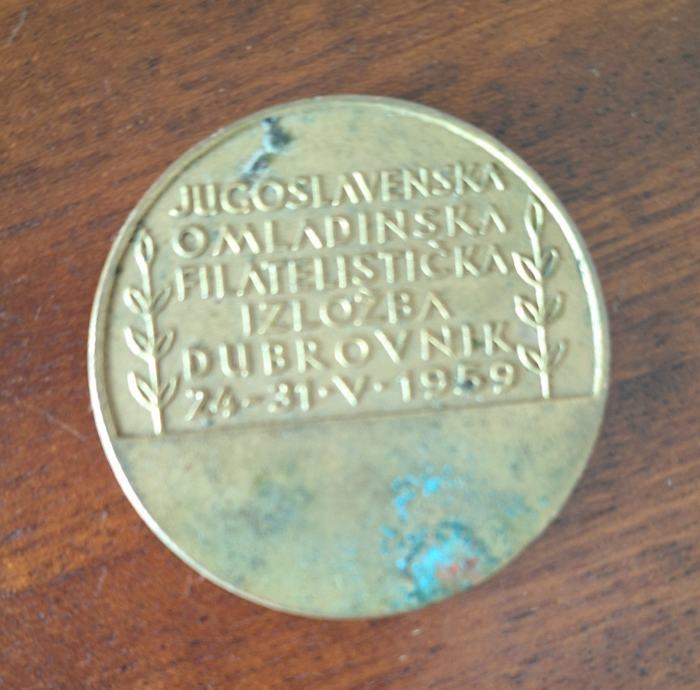 JUGOSLAVENSKA
OMLADINSKA
FILATELISTIČKA
IZLOŽBA
DUBROVNIK
24-31·V·1959